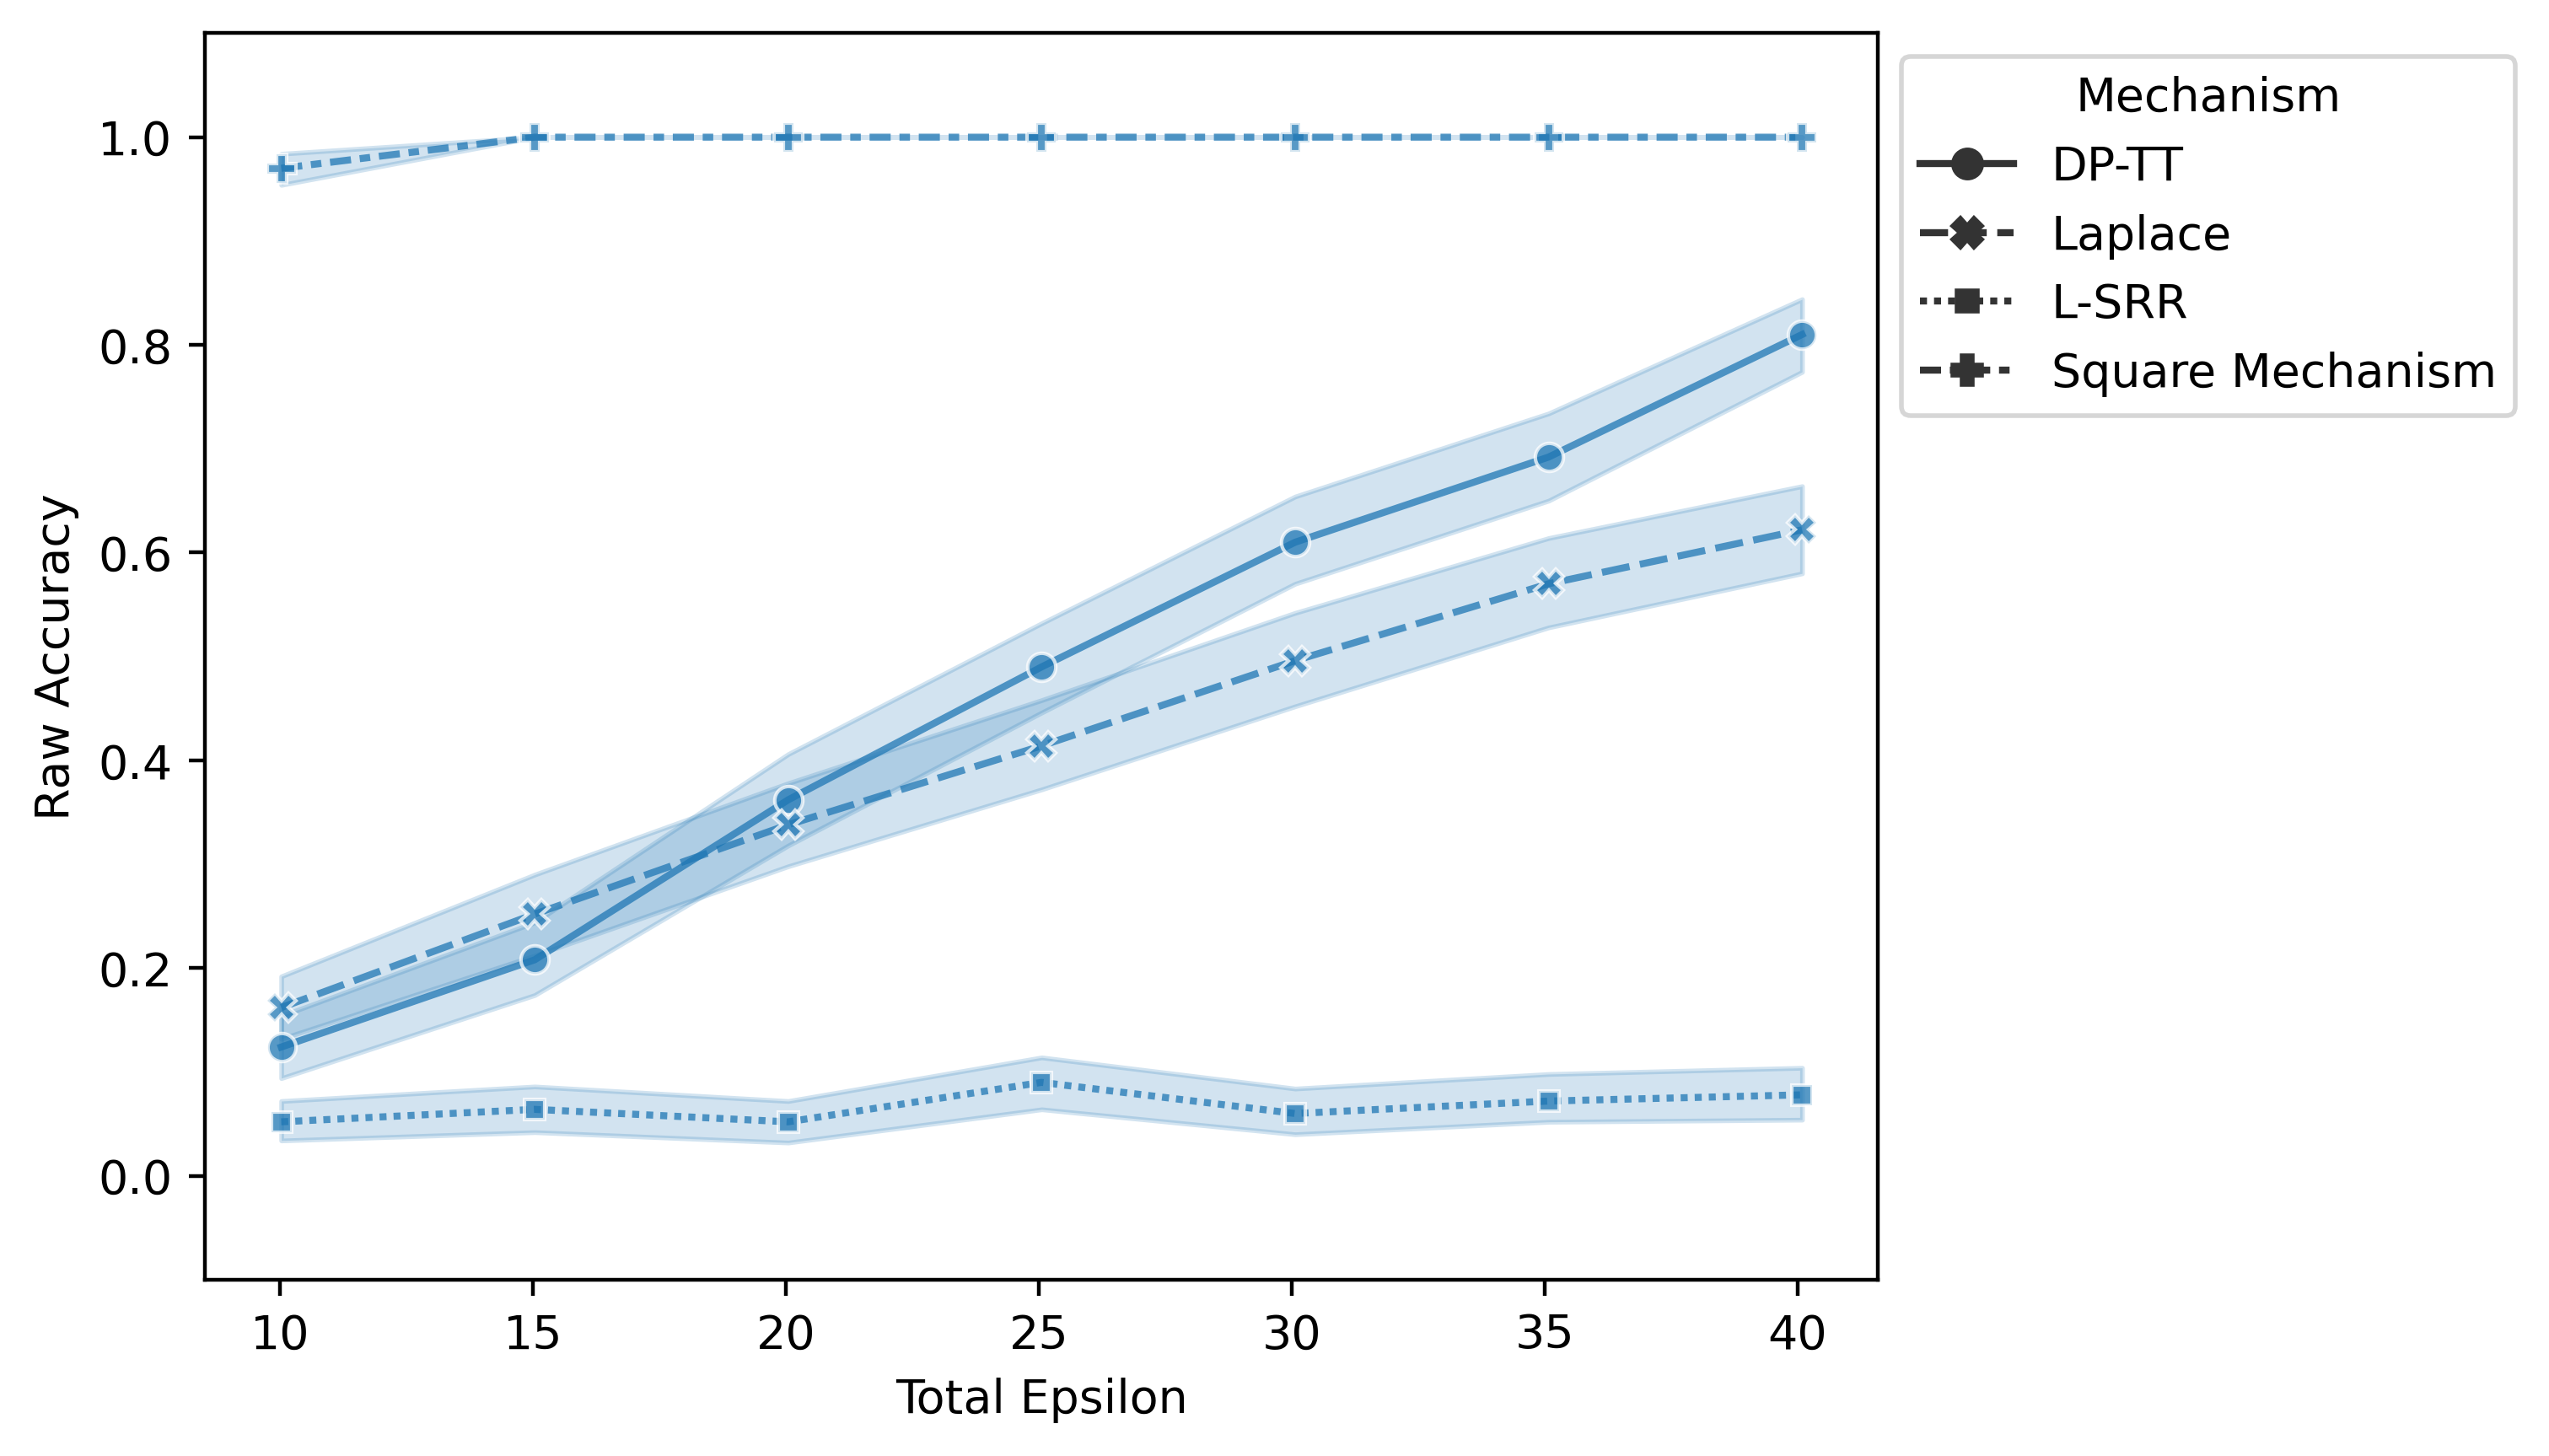 1.0
0.8
0.6
0.4
0.2
0.0
Raw Accuracy
10 15 20 25 30 35 40
Total Epsilon
Mechanism
DP-TT
Laplace
L-SRR
Square Mechanism